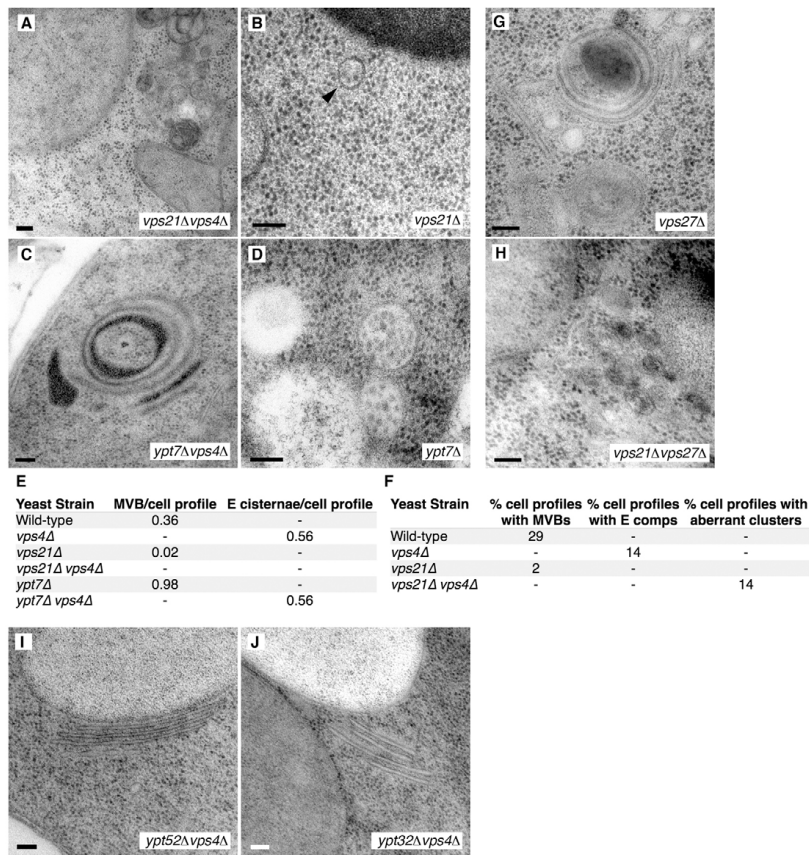 A
vps21Δvps4Δ
B
vps21Δ
G
vps27Δ
C
ypt7Δvps4Δ
D
ypt7Δ
H
vps21Δvps27Δ
E
Yeast Strain MVB/cell profile E cisternae/cell profile
Wild-type 0.36 -
vps4Δ - 0.56
vps21Δ 0.02 -
vps21Δ vps4Δ - -
ypt7Δ 0.98 -
ypt7Δ vps4Δ - 0.56
F
Yeast Strain % cell profiles with MVBs % cell profiles with E comps % cell profiles with aberrant clusters
Wild-type 29 - -
vps4Δ - 14 -
vps21Δ 2 - -
vps21Δ vps4Δ - - 14
I
ypt52Δvps4Δ
J
ypt32Δvps4Δ